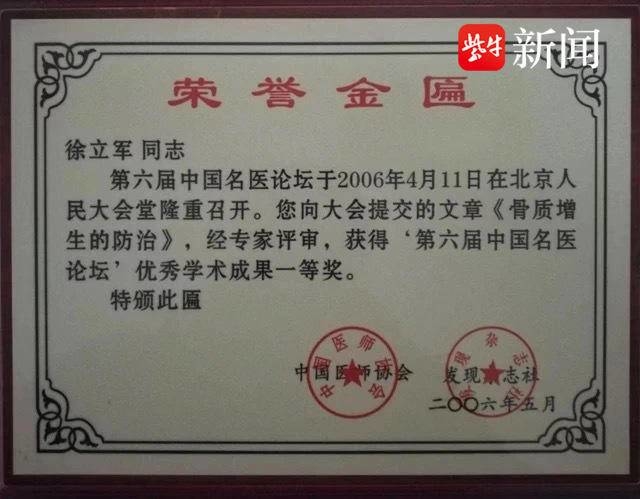 紫牛新闻
荣誉金匾
徐立军 同志
第六届中国名医论坛于2006年4月11日在北京人
民大会堂隆重召开。您向大会提交的文章《骨质增
生的防治》，经专家评审，获得‘第六届中国名医
论坛’优秀学术成果一等奖。
特颁此匾
中国医师协会
发现杂志社
中国医师协会
发现杂志社
二〇〇六年五月